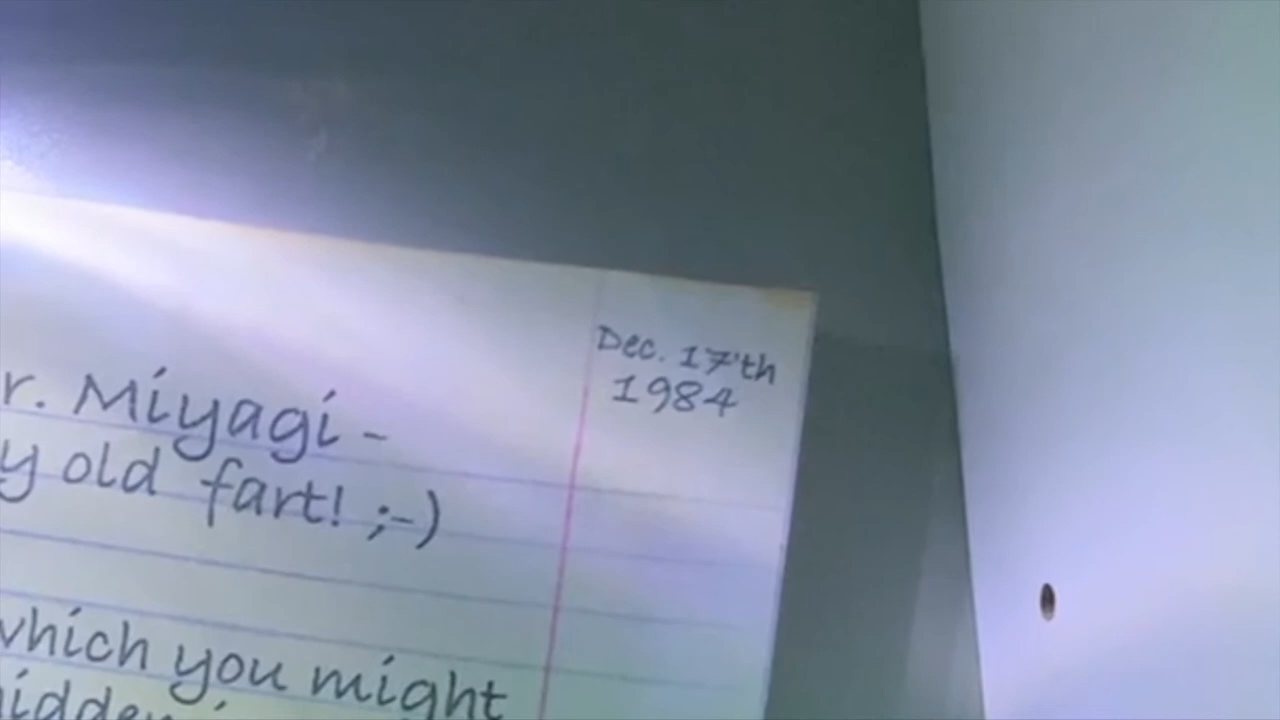 Dec. 17'th
1984
r. Miyagi -
y old fart! ;-)
which you might